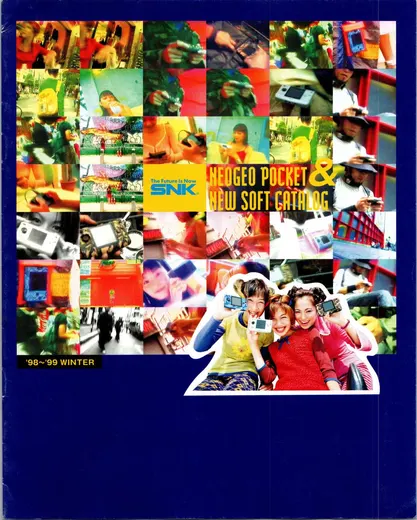 The Future Is Now
SNK
NEOGEO POCKET &
NEW SOFT CATALOG
'98~'99 WINTER